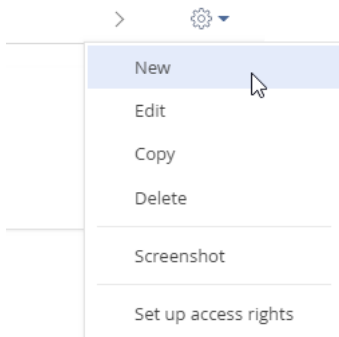 New
Edit
Copy
Delete
Screenshot
Set up access rights